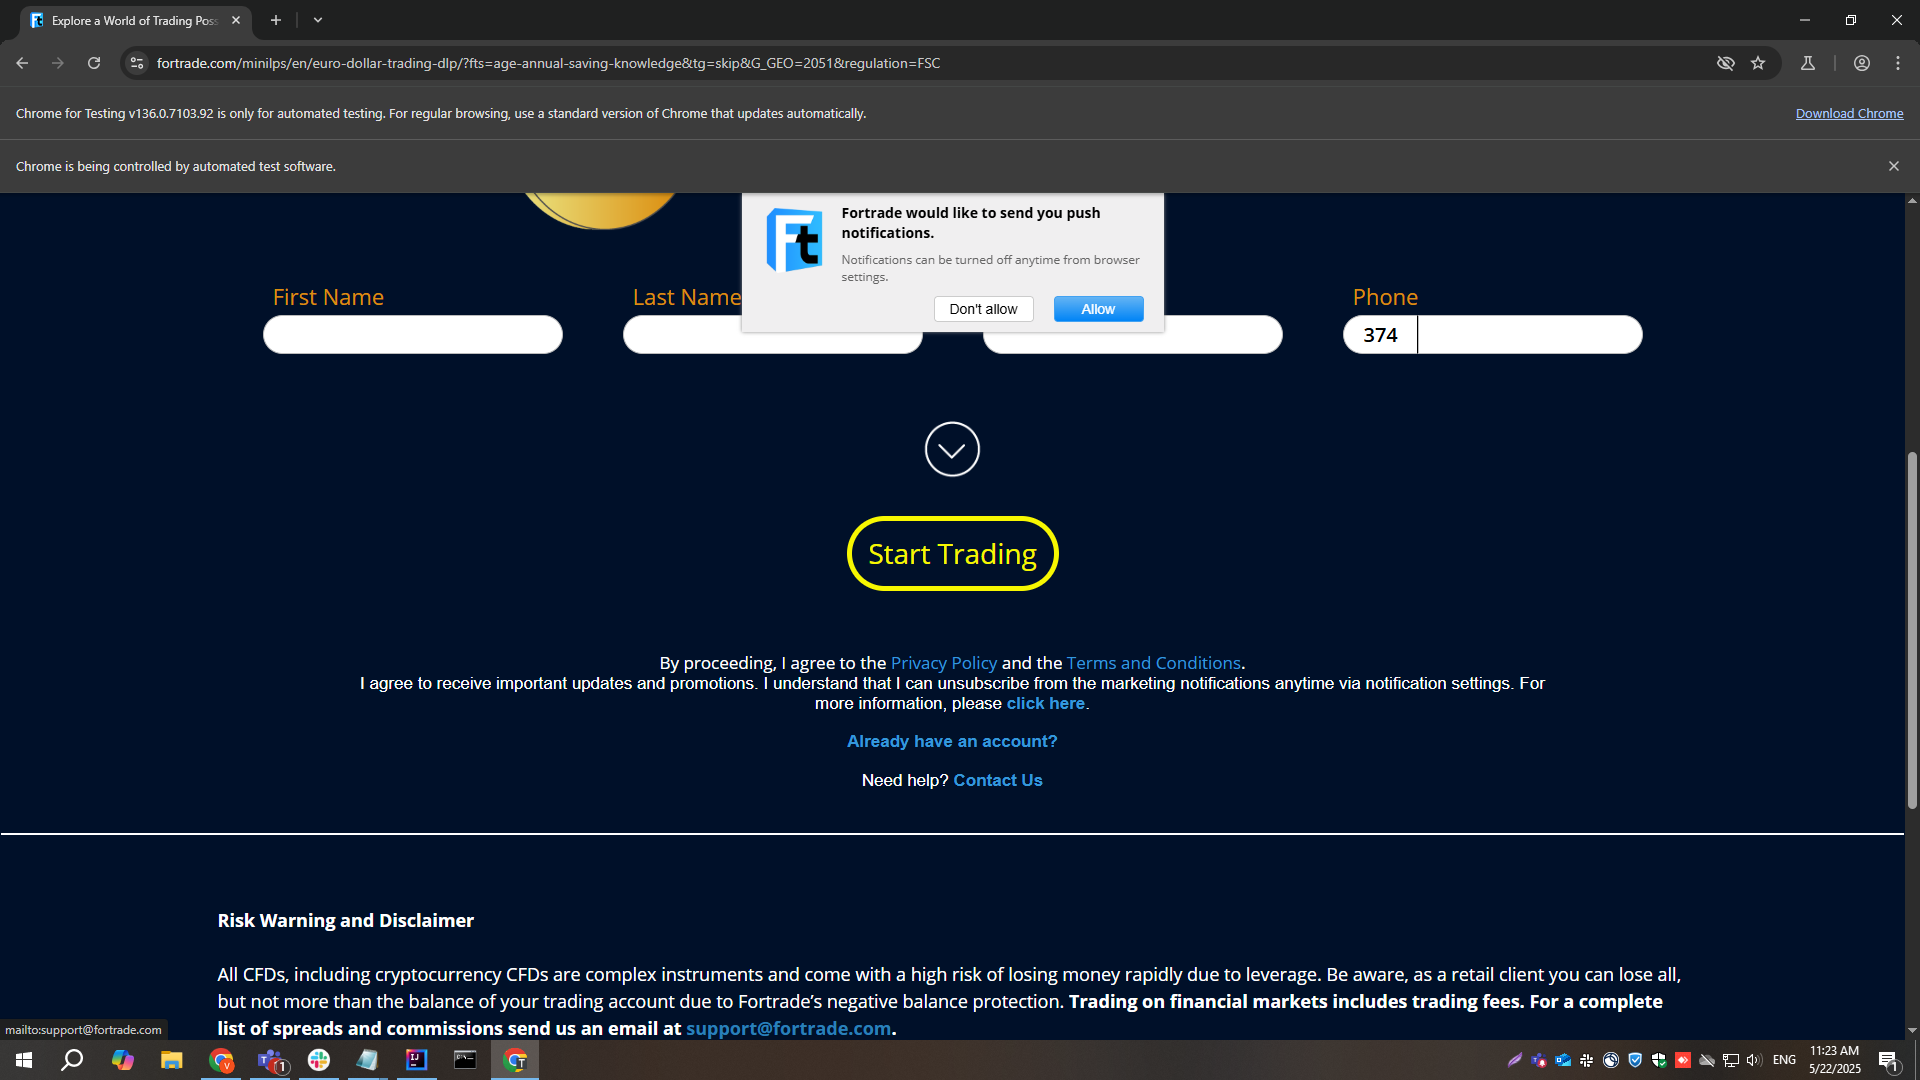 Explore a World of Trading Poss
fortrade.com/minilps/en/euro-dollar-trading-dlp/?fts=age-annual-saving-knowledge&tg=skip&G_GEO=2051&regulation=FSC
Chrome for Testing v136.0.7103.92 is only for automated testing. For regular browsing, use a standard version of Chrome that updates automatically.
Download Chrome
Chrome is being controlled by automated test software.
Ft
Fortrade would like to send you push
notifications.
Notifications can be turned off anytime from browser
settings.
Don't allow
Allow
First Name
Last Name
Phone
374
Start Trading
By proceeding, I agree to the Privacy Policy and the Terms and Conditions.
I agree to receive important updates and promotions. I understand that I can unsubscribe from the marketing notifications anytime via notification settings. For
more information, please click here.
Already have an account?
Need help? Contact Us
Risk Warning and Disclaimer
All CFDs, including cryptocurrency CFDs are complex instruments and come with a high risk of losing money rapidly due to leverage. Be aware, as a retail client you can lose all,
but not more than the balance of your trading account due to Fortrade’s negative balance protection. Trading on financial markets includes trading fees. For a complete
list of spreads and commissions send us an email at support@fortrade.com.
mailto:support@fortrade.com
ENG
11:23 AM
5/22/2025
1